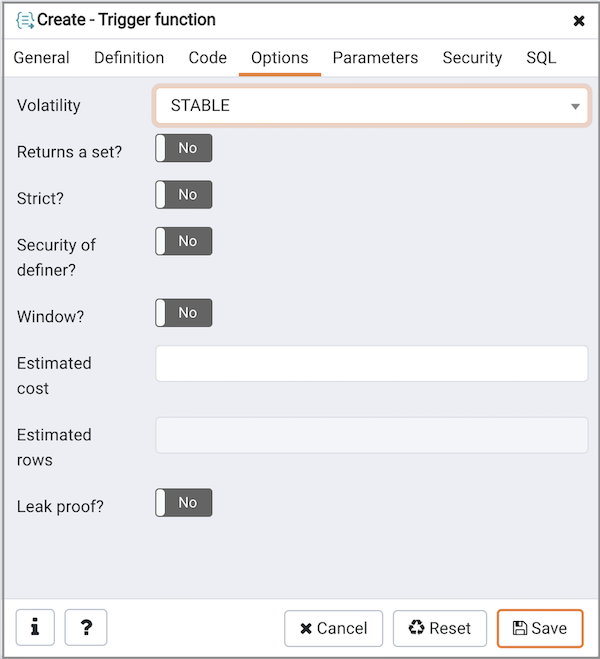 Create - Trigger function
General Definition Code Options Parameters Security SQL
Volatility STABLE
Returns a set? No
Strict? No
Security of
definer? No
Window? No
Estimated
cost
Estimated
rows
Leak proof? No
i ? Cancel Reset Save